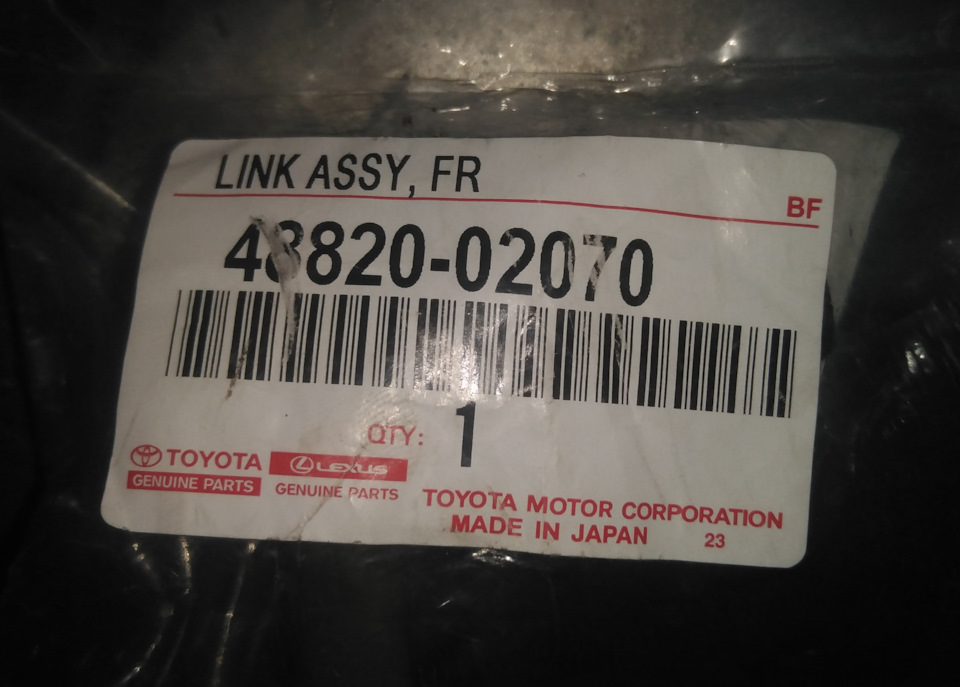 LINK ASSY, FR
BF
48820-02070
QTY: 1
TOYOTA
GENUINE PARTS
LEXUS
GENUINE PARTS
TOYOTA MOTOR CORPORATION
MADE IN JAPAN 23